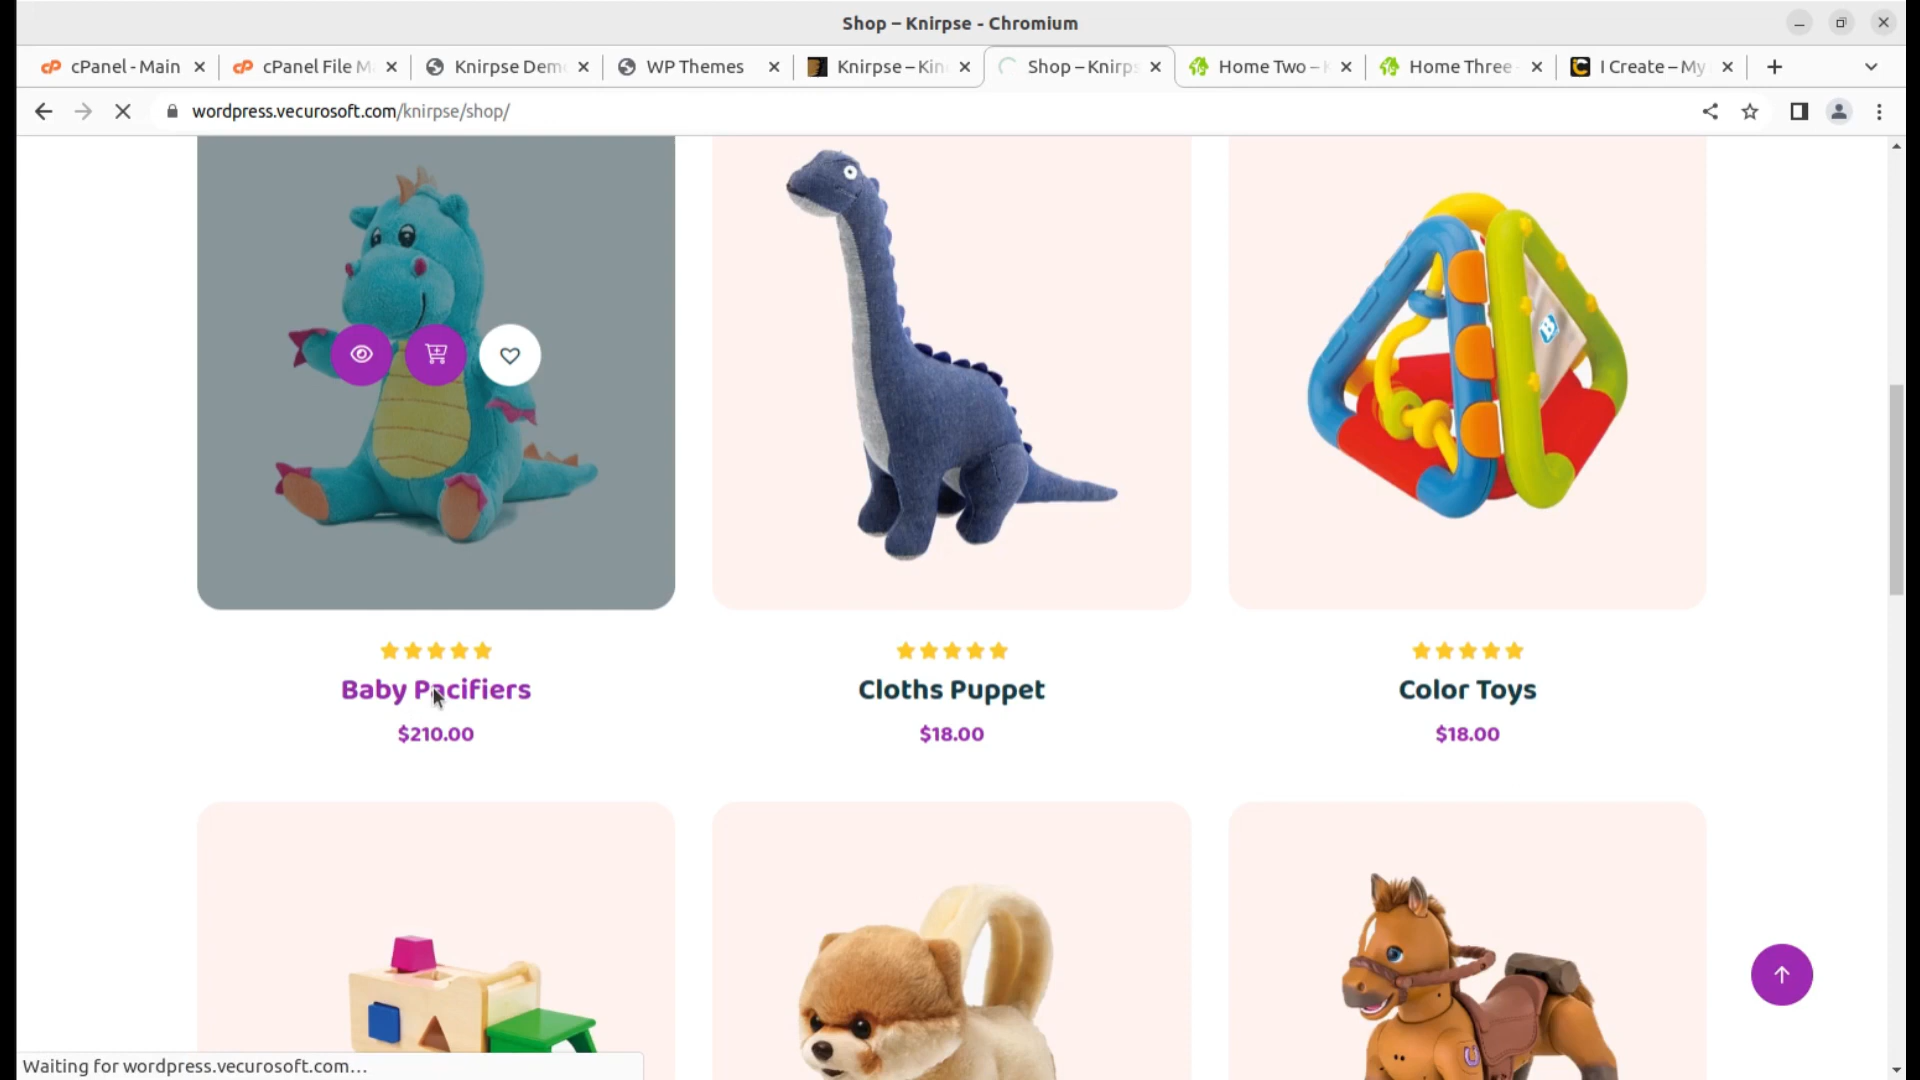 Shop – Knirpse - Chromium
cPanel - Main
cPanel File M
Knirpse Dem
WP Themes
Knirpse – Kin
Shop – Knirps
Home Two – K
Home Three -
I Create – My
wordpress.vecurosoft.com/knirpse/shop/
Baby Pacifiers
$210.00
Cloths Puppet
$18.00
Color Toys
$18.00
Waiting for wordpress.vecurosoft.com...